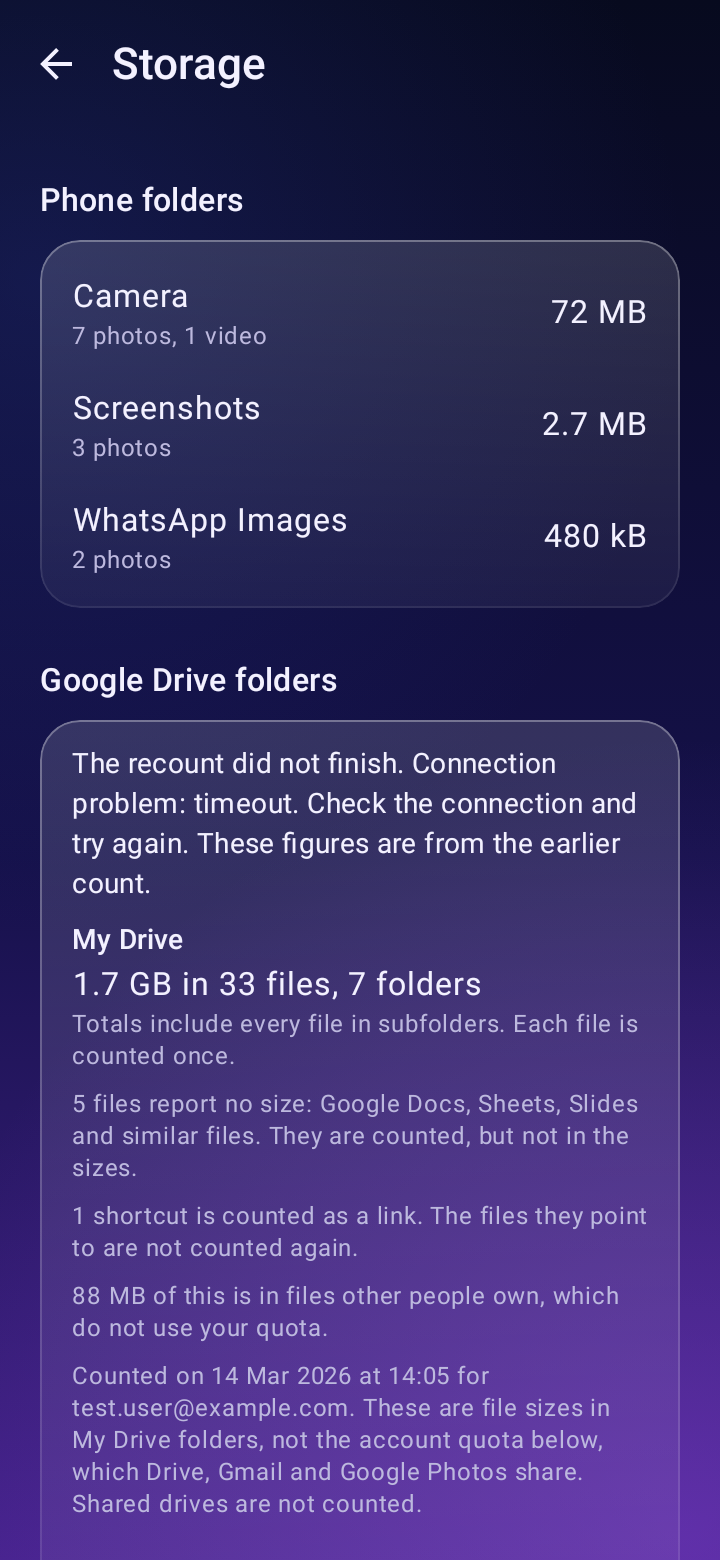 Storage
Phone folders
Camera
7 photos, 1 video
72 MB
Screenshots
3 photos
2.7 MB
WhatsApp Images
2 photos
480 kB
Google Drive folders
The recount did not finish. Connection
problem: timeout. Check the connection and
try again. These figures are from the earlier
count.
My Drive
1.7 GB in 33 files, 7 folders
Totals include every file in subfolders. Each file is
counted once.
5 files report no size: Google Docs, Sheets, Slides
and similar files. They are counted, but not in the
sizes.
1 shortcut is counted as a link. The files they point
to are not counted again.
88 MB of this is in files other people own, which
do not use your quota.
Counted on 14 Mar 2026 at 14:05 for
test.user@example.com. These are file sizes in
My Drive folders, not the account quota below,
which Drive, Gmail and Google Photos share.
Shared drives are not counted.